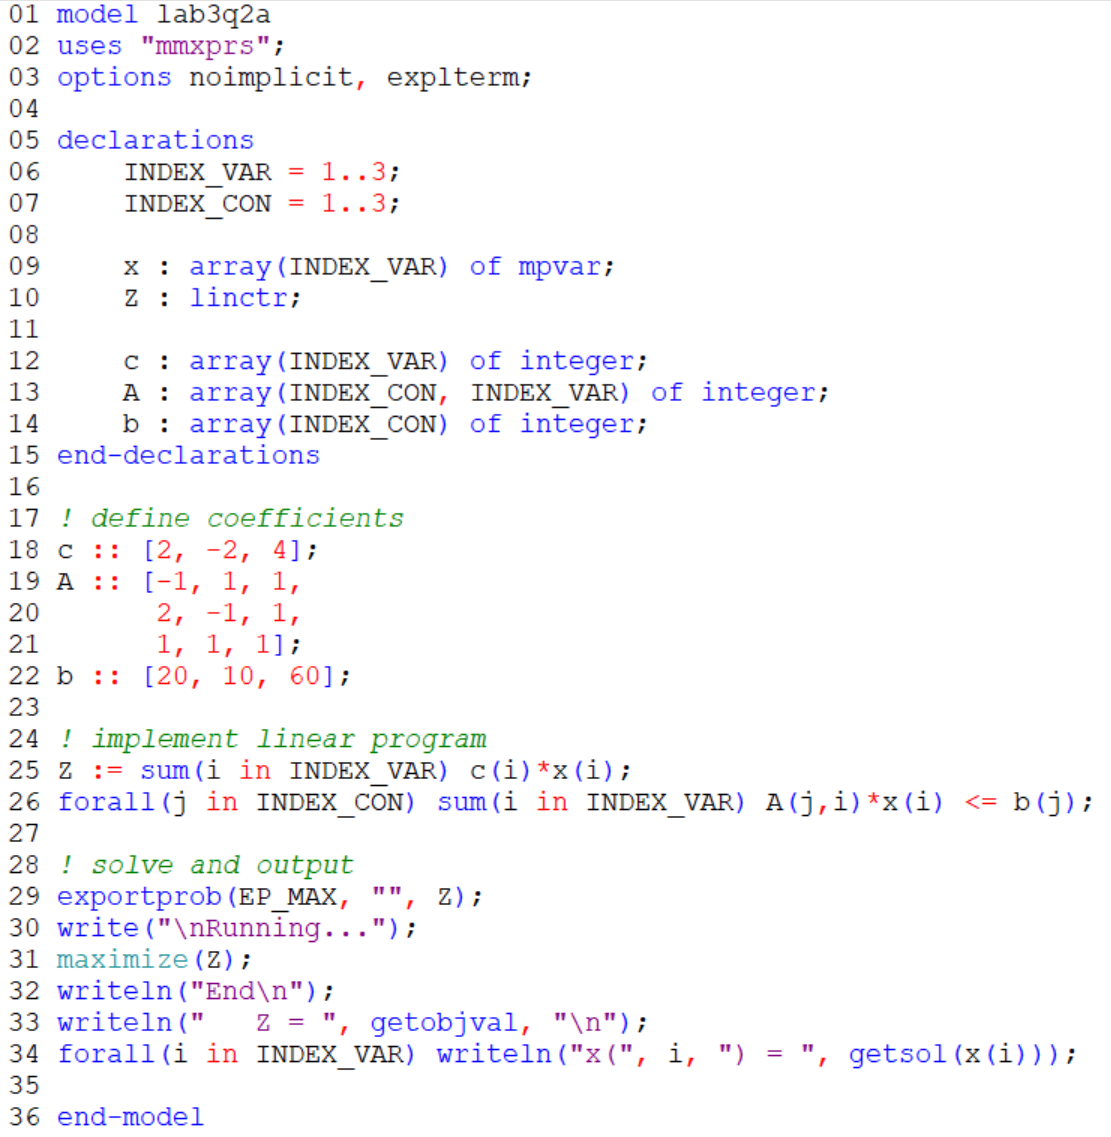 01 model lab3q2a
02 uses "mmxprs";
03 options noimplicit, explterm;
04
05 declarations
06     INDEX_VAR = 1..3;
07     INDEX_CON = 1..3;
08
09     x : array(INDEX_VAR) of mpvar;
10     Z : linctr;
11
12     c : array(INDEX_VAR) of integer;
13     A : array(INDEX_CON, INDEX_VAR) of integer;
14     b : array(INDEX_CON) of integer;
15 end-declarations
16
17 ! define coefficients
18 c :: [2, -2, 4];
19 A :: [-1, 1, 1,
20       2, -1, 1,
21       1, 1, 1];
22 b :: [20, 10, 60];
23
24 ! implement linear program
25 Z := sum(i in INDEX_VAR) c(i)*x(i);
26 forall(j in INDEX_CON) sum(i in INDEX_VAR) A(j,i)*x(i) <= b(j);
27
28 ! solve and output
29 exportprob(EP_MAX, "", Z);
30 write("\nRunning...");
31 maximize(Z);
32 writeln("End\n");
33 writeln("   Z = ", getobjval, "\n");
34 forall(i in INDEX_VAR) writeln("x(", i, ") = ", getsol(x(i)));
35
36 end-model